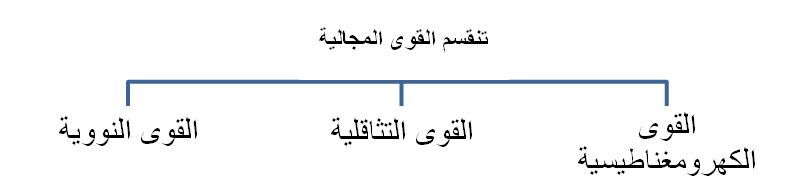 تنقسم القوى المجالية
القوى
الكهرومغناطيسية
القوى التثاقلية
القوى النووية